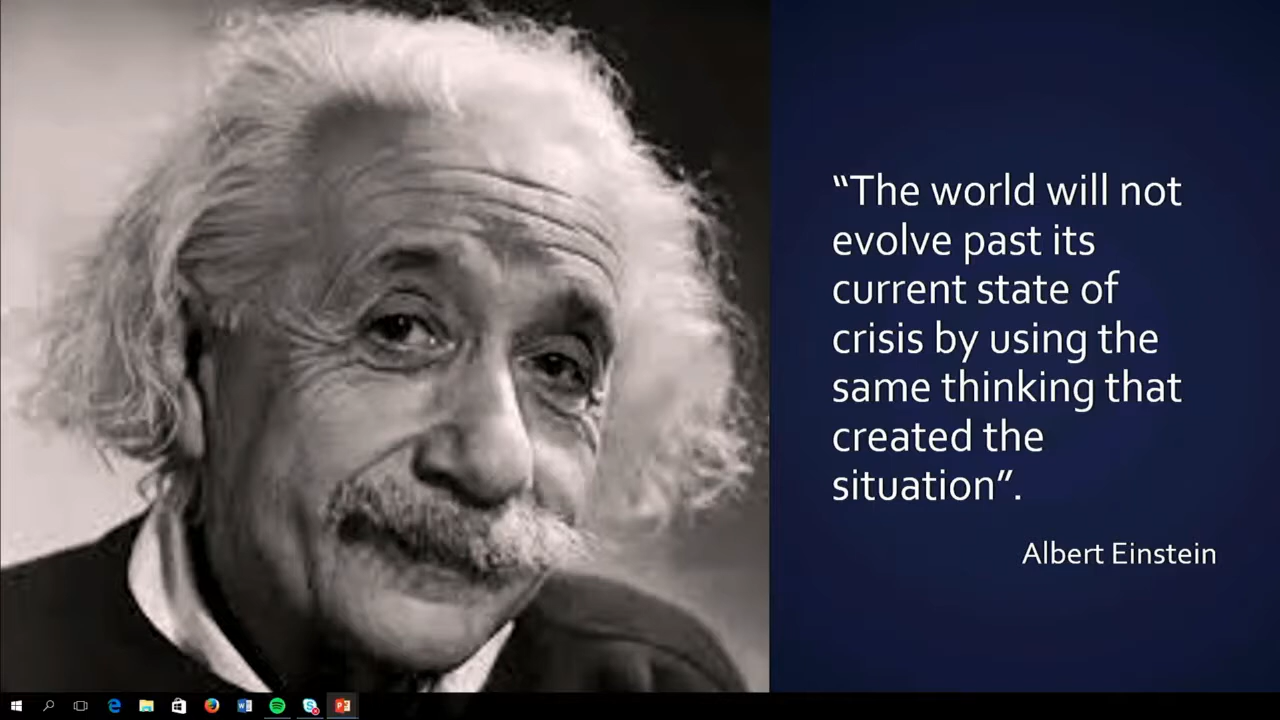 “The world will not
evolve past its
current state of
crisis by using the
same thinking that
created the
situation”.
Albert Einstein